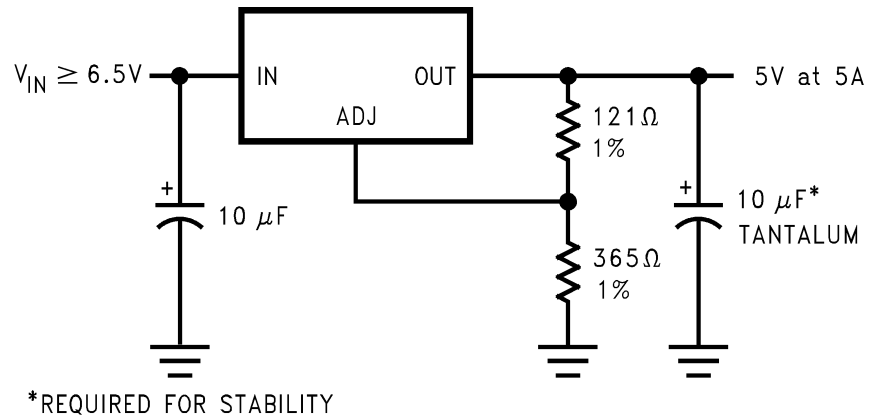 V_IN ≥ 6.5V
IN
OUT
ADJ
5V at 5A
121Ω
1%
+
10 μF
+
10 μF*
TANTALUM
365Ω
1%
*REQUIRED FOR STABILITY